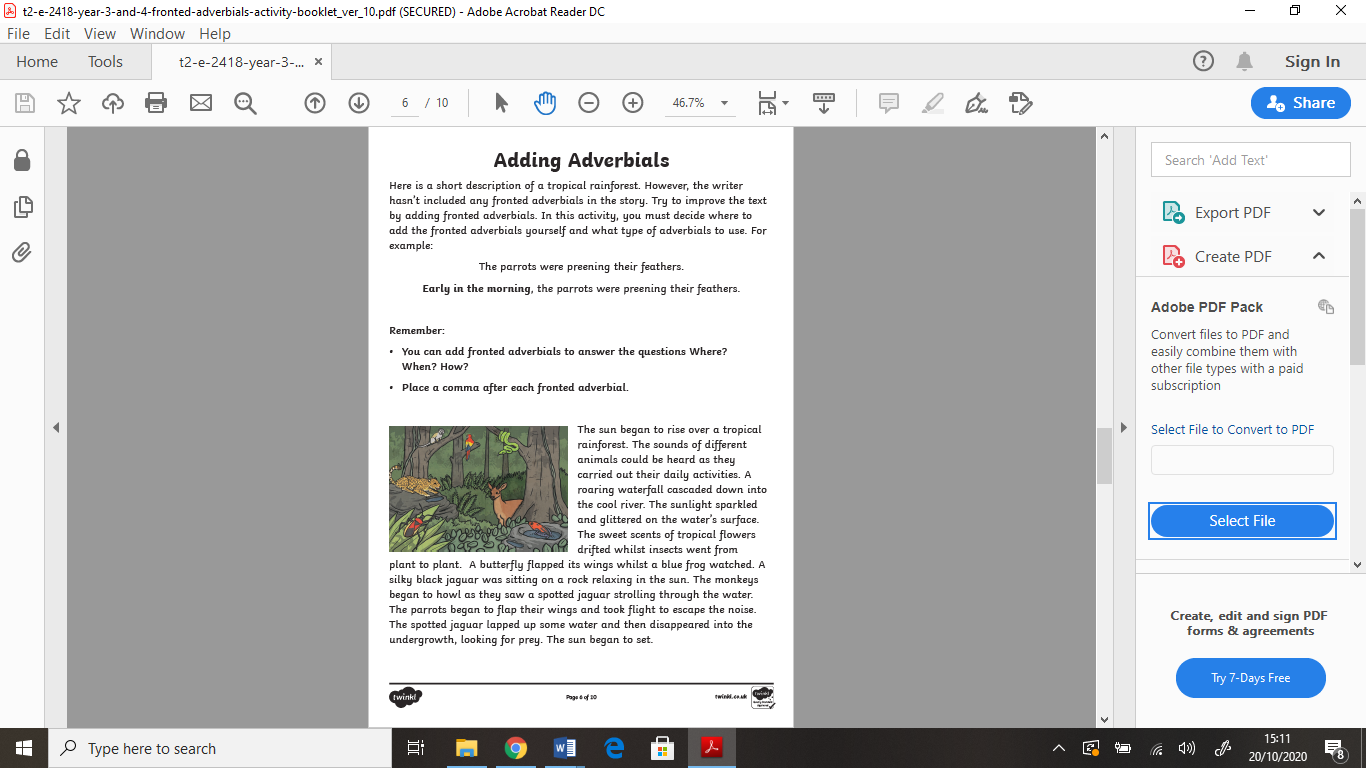 t2-e-2418-year-3-and-4-fronted-adverbials-activity-booklet_ver_10.pdf (SECURED) - Adobe Acrobat Reader DC
File Edit View Window Help
Home Tools t2-e-2418-year-3-... × Sign In
6 / 10 46.7% Share
Adding Adverbials
Here is a short description of a tropical rainforest. However, the writer
hasn't included any fronted adverbials in the story. Try to improve the text
by adding fronted adverbials. In this activity, you must decide where to
add the fronted adverbials yourself and what type of adverbials to use. For
example:
The parrots were preening their feathers.
Early in the morning, the parrots were preening their feathers.
Remember:
• You can add fronted adverbials to answer the questions Where?
When? How?
• Place a comma after each fronted adverbial.
The sun began to rise over a tropical
rainforest. The sounds of different
animals could be heard as they
carried out their daily activities. A
roaring waterfall cascaded down into
the cool river. The sunlight sparkled
and glittered on the water's surface.
The sweet scents of tropical flowers
drifted whilst insects went from
plant to plant. A butterfly flapped its wings whilst a blue frog watched. A
silky black jaguar was sitting on a rock relaxing in the sun. The monkeys
began to howl as they saw a spotted jaguar strolling through the water.
The parrots began to flap their wings and took flight to escape the noise.
The spotted jaguar lapped up some water and then disappeared into the
undergrowth, looking for prey. The sun began to set.
twinkl Page 6 of 10 twinkl.co.uk
Search 'Add Text'
Export PDF
Create PDF
Adobe PDF Pack
Convert files to PDF and
easily combine them with
other file types with a paid
subscription
Select File to Convert to PDF
Select File
Create, edit and sign PDF
forms & agreements
Try 7-Days Free
Type here to search
15:11
20/10/2020
8